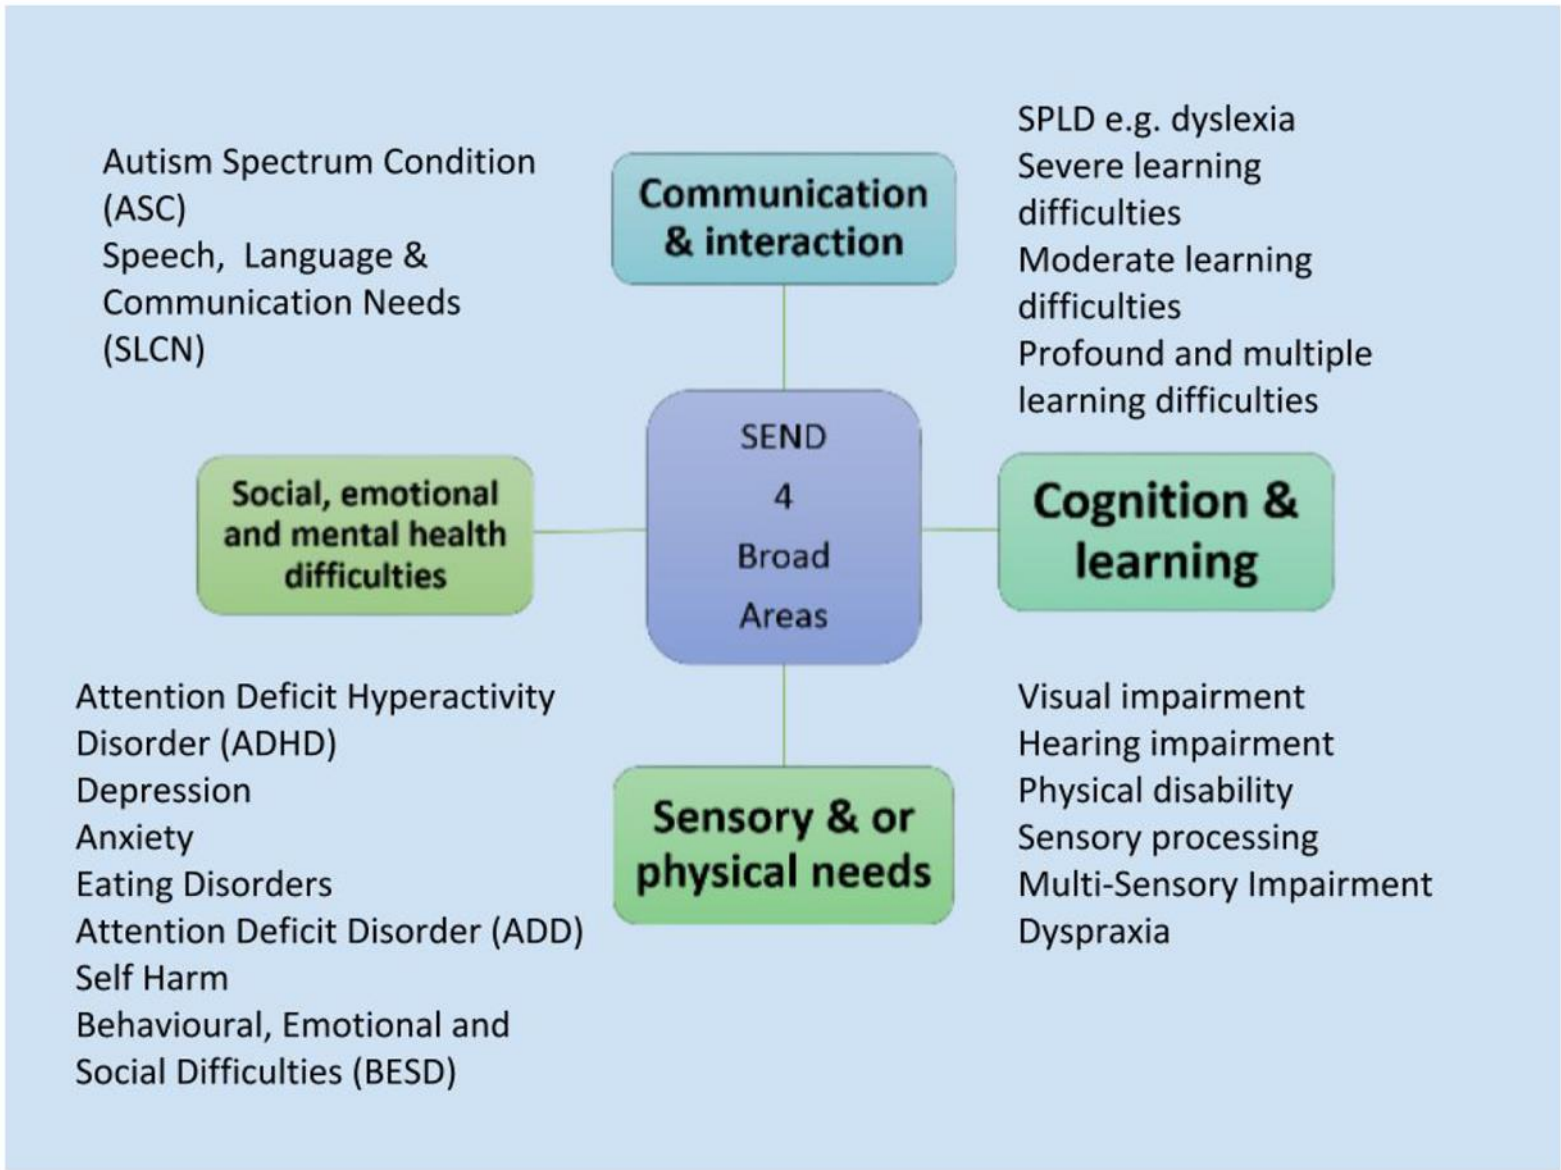 Autism Spectrum Condition
(ASC)
Speech,  Language &
Communication Needs
(SLCN)
Communication
& interaction
SPLD e.g. dyslexia
Severe learning
difficulties
Moderate learning
difficulties
Profound and multiple
learning difficulties
Social, emotional
and mental health
difficulties
SEND
4
Broad
Areas
Cognition &
learning
Attention Deficit Hyperactivity
Disorder (ADHD)
Depression
Anxiety
Eating Disorders
Attention Deficit Disorder (ADD)
Self Harm
Behavioural, Emotional and
Social Difficulties (BESD)
Sensory & or
physical needs
Visual impairment
Hearing impairment
Physical disability
Sensory processing
Multi-Sensory Impairment
Dyspraxia